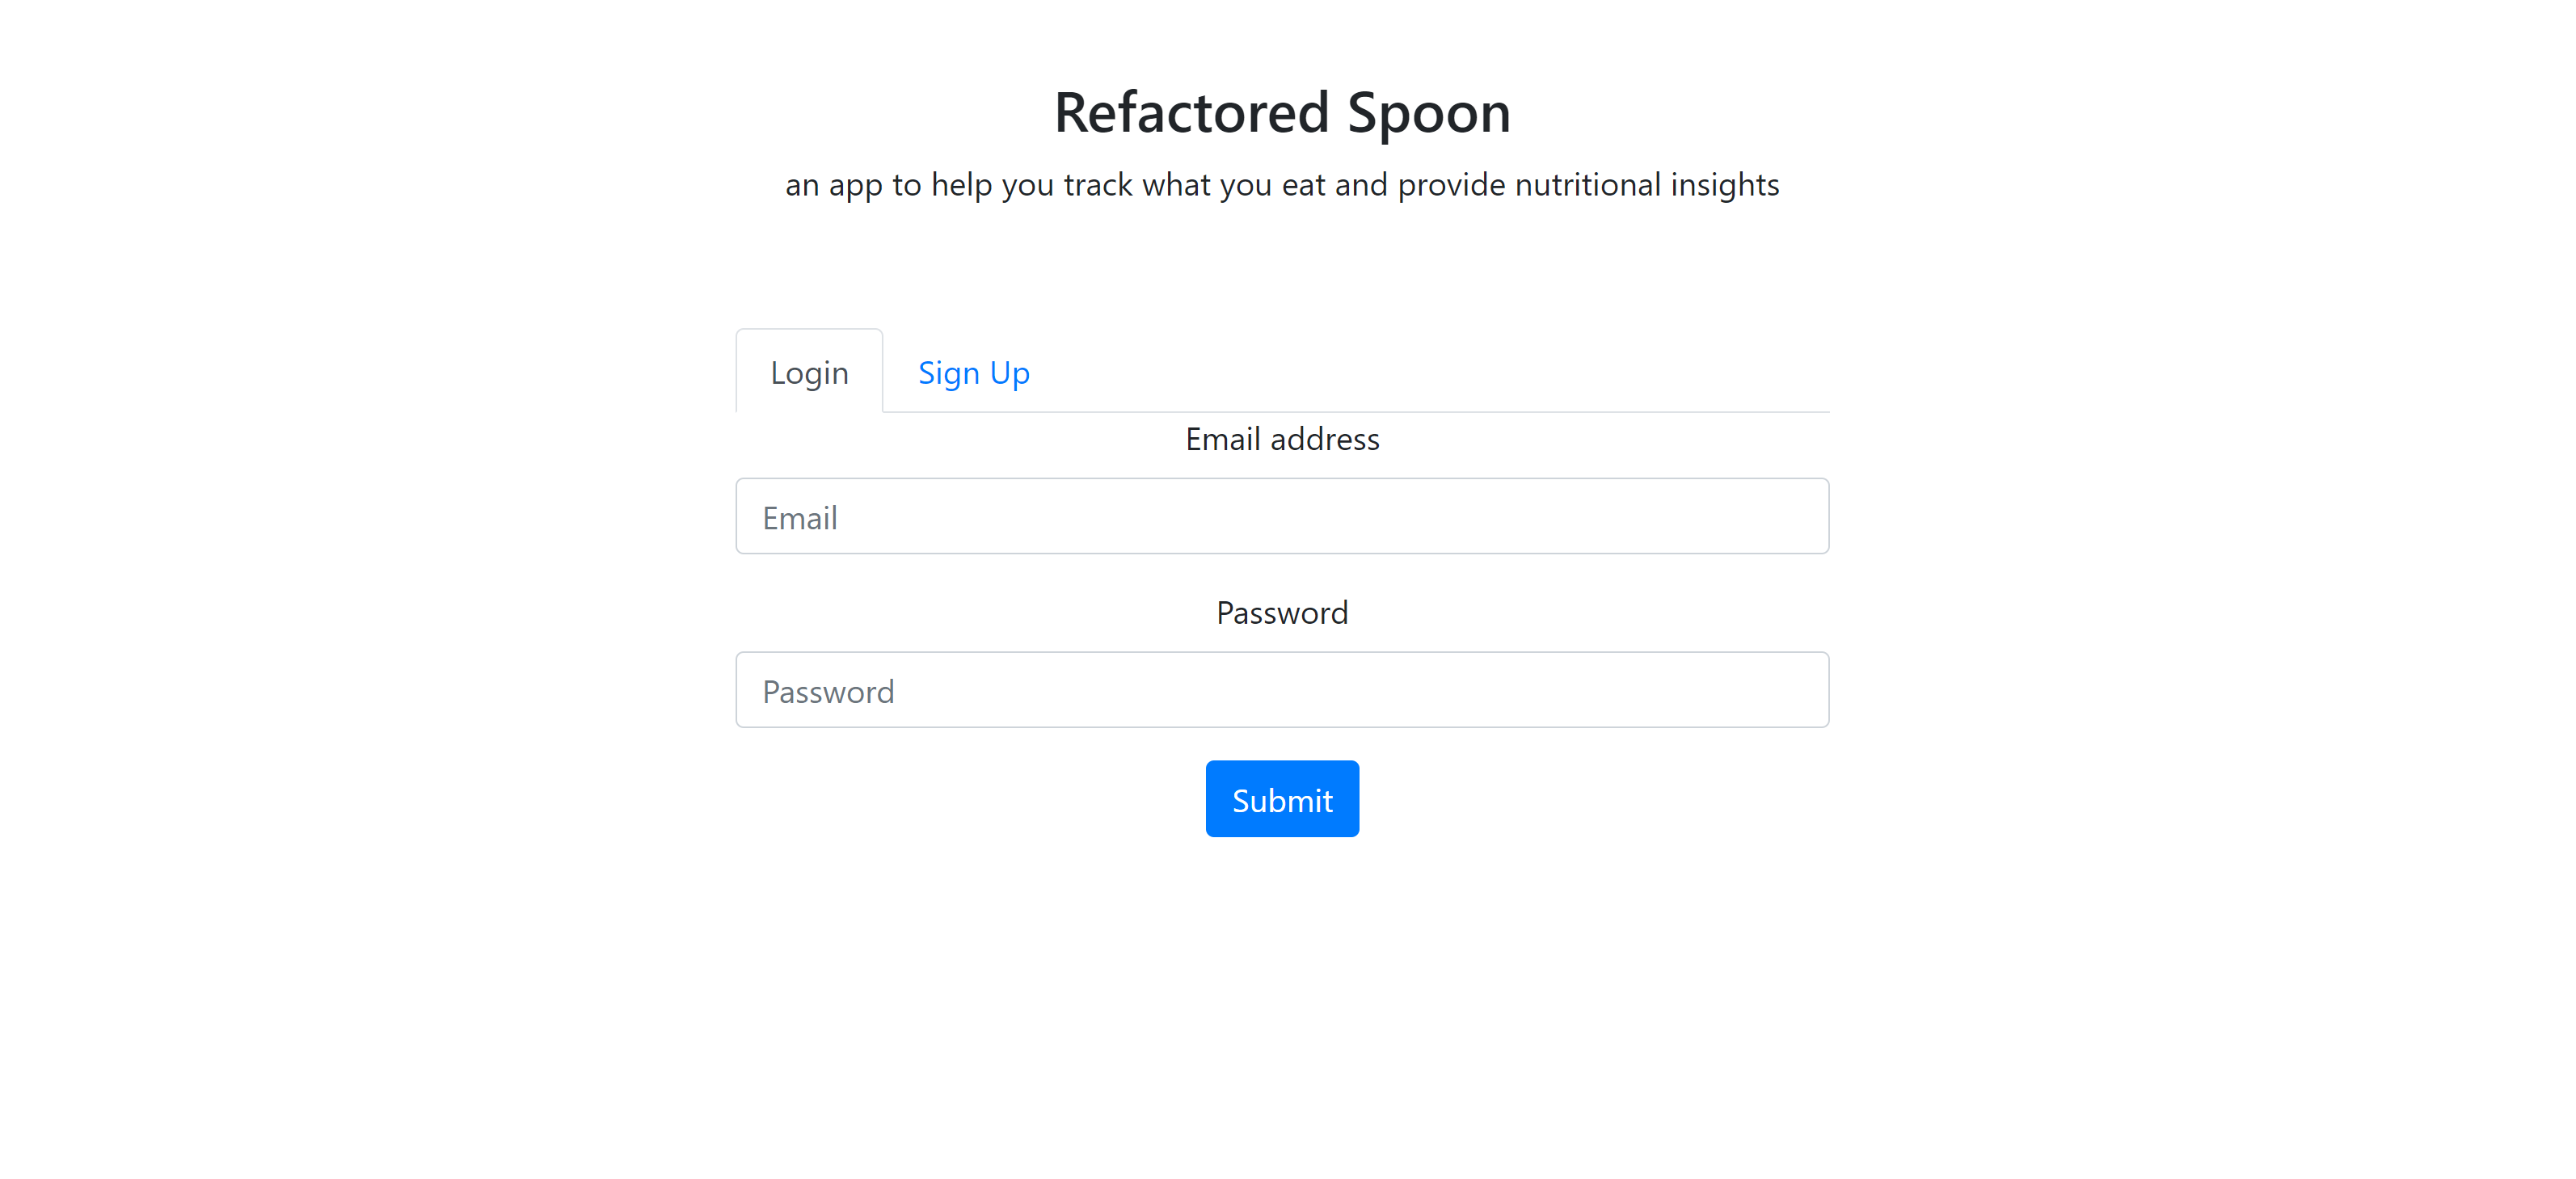 Refactored Spoon
an app to help you track what you eat and provide nutritional insights
Login Sign Up
Email address
Email
Password
Password
Submit